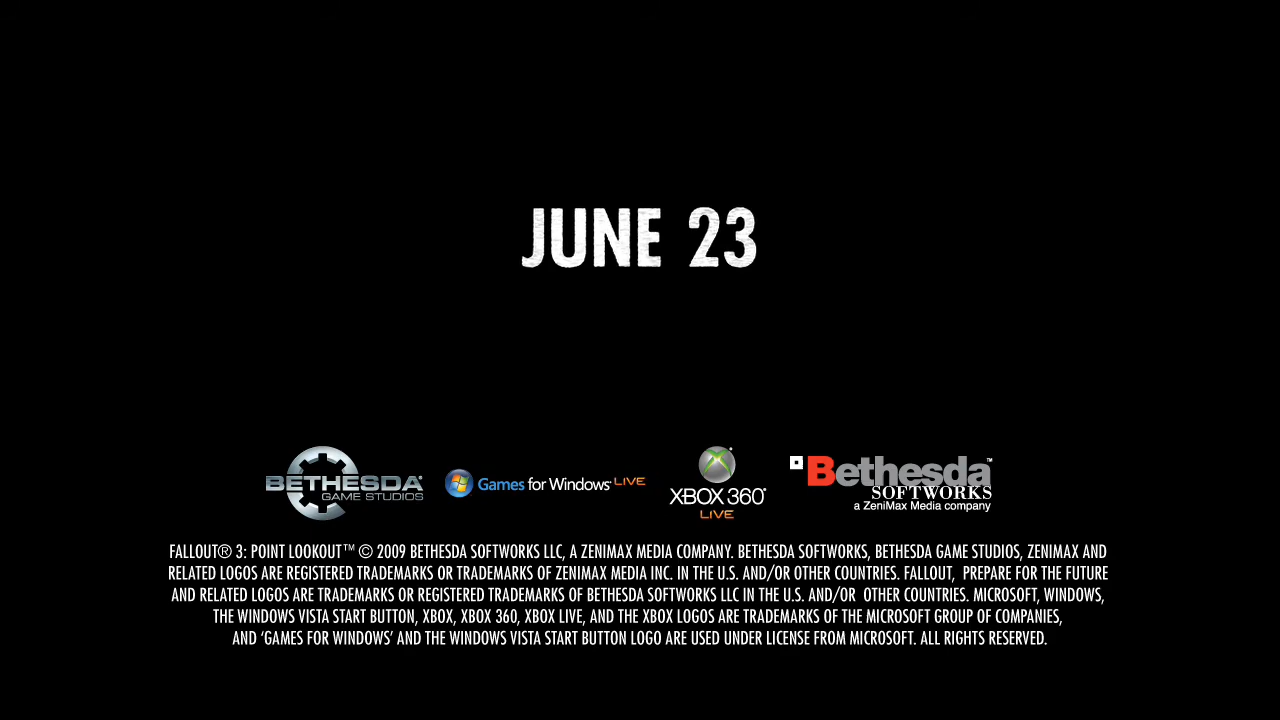 JUNE 23
BETHESDA®
GAME STUDIOS
Games for Windows® LIVE
XBOX 360®
LIVE
Bethesda™
SOFTWORKS
a ZeniMax Media company
FALLOUT® 3: POINT LOOKOUT™ © 2009 BETHESDA SOFTWORKS LLC, A ZENIMAX MEDIA COMPANY. BETHESDA SOFTWORKS, BETHESDA GAME STUDIOS, ZENIMAX AND
RELATED LOGOS ARE REGISTERED TRADEMARKS OR TRADEMARKS OF ZENIMAX MEDIA INC. IN THE U.S. AND/OR OTHER COUNTRIES. FALLOUT, PREPARE FOR THE FUTURE
AND RELATED LOGOS ARE TRADEMARKS OR REGISTERED TRADEMARKS OF BETHESDA SOFTWORKS LLC IN THE U.S. AND/OR OTHER COUNTRIES. MICROSOFT, WINDOWS,
THE WINDOWS VISTA START BUTTON, XBOX, XBOX 360, XBOX LIVE, AND THE XBOX LOGOS ARE TRADEMARKS OF THE MICROSOFT GROUP OF COMPANIES,
AND ‘GAMES FOR WINDOWS’ AND THE WINDOWS VISTA START BUTTON LOGO ARE USED UNDER LICENSE FROM MICROSOFT. ALL RIGHTS RESERVED.